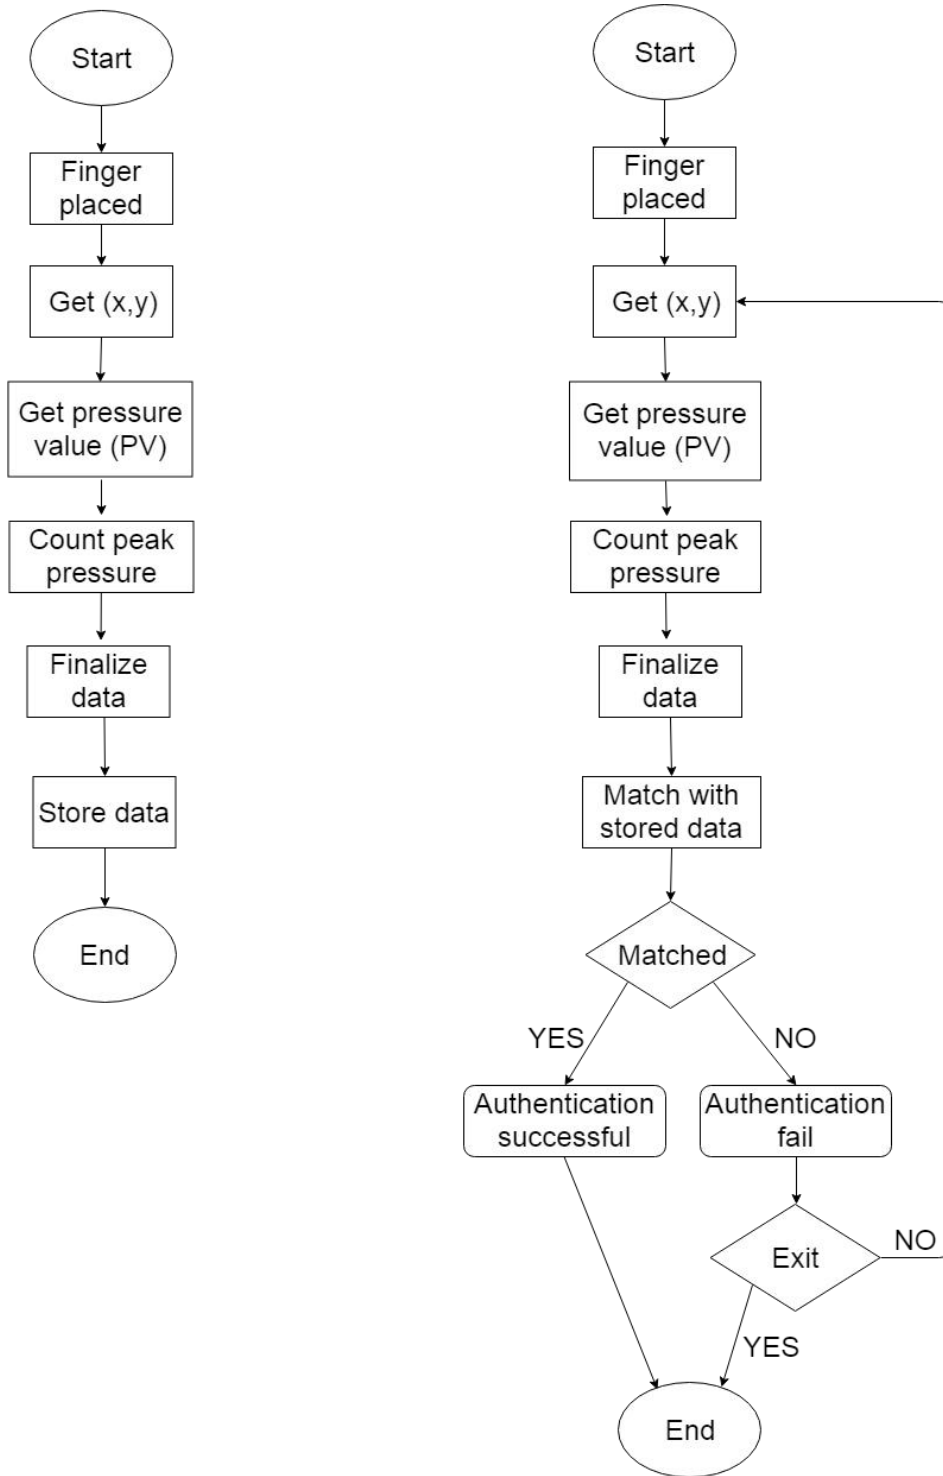 Start
Finger
placed
Get (x,y)
Get pressure
value (PV)
Count peak
pressure
Finalize
data
Store data
End
Start
Finger
placed
Get (x,y)
Get pressure
value (PV)
Count peak
pressure
Finalize
data
Match with
stored data
Matched
YES
NO
Authentication
successful
Authentication
fail
Exit
NO
YES
End